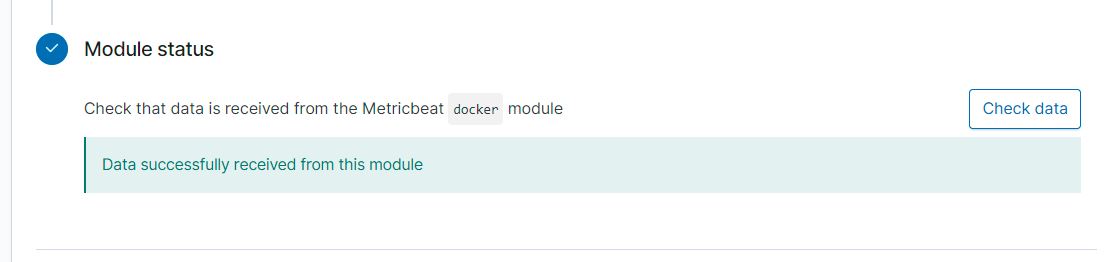 Module status
Check that data is received from the Metricbeat docker module
Check data
Data successfully received from this module